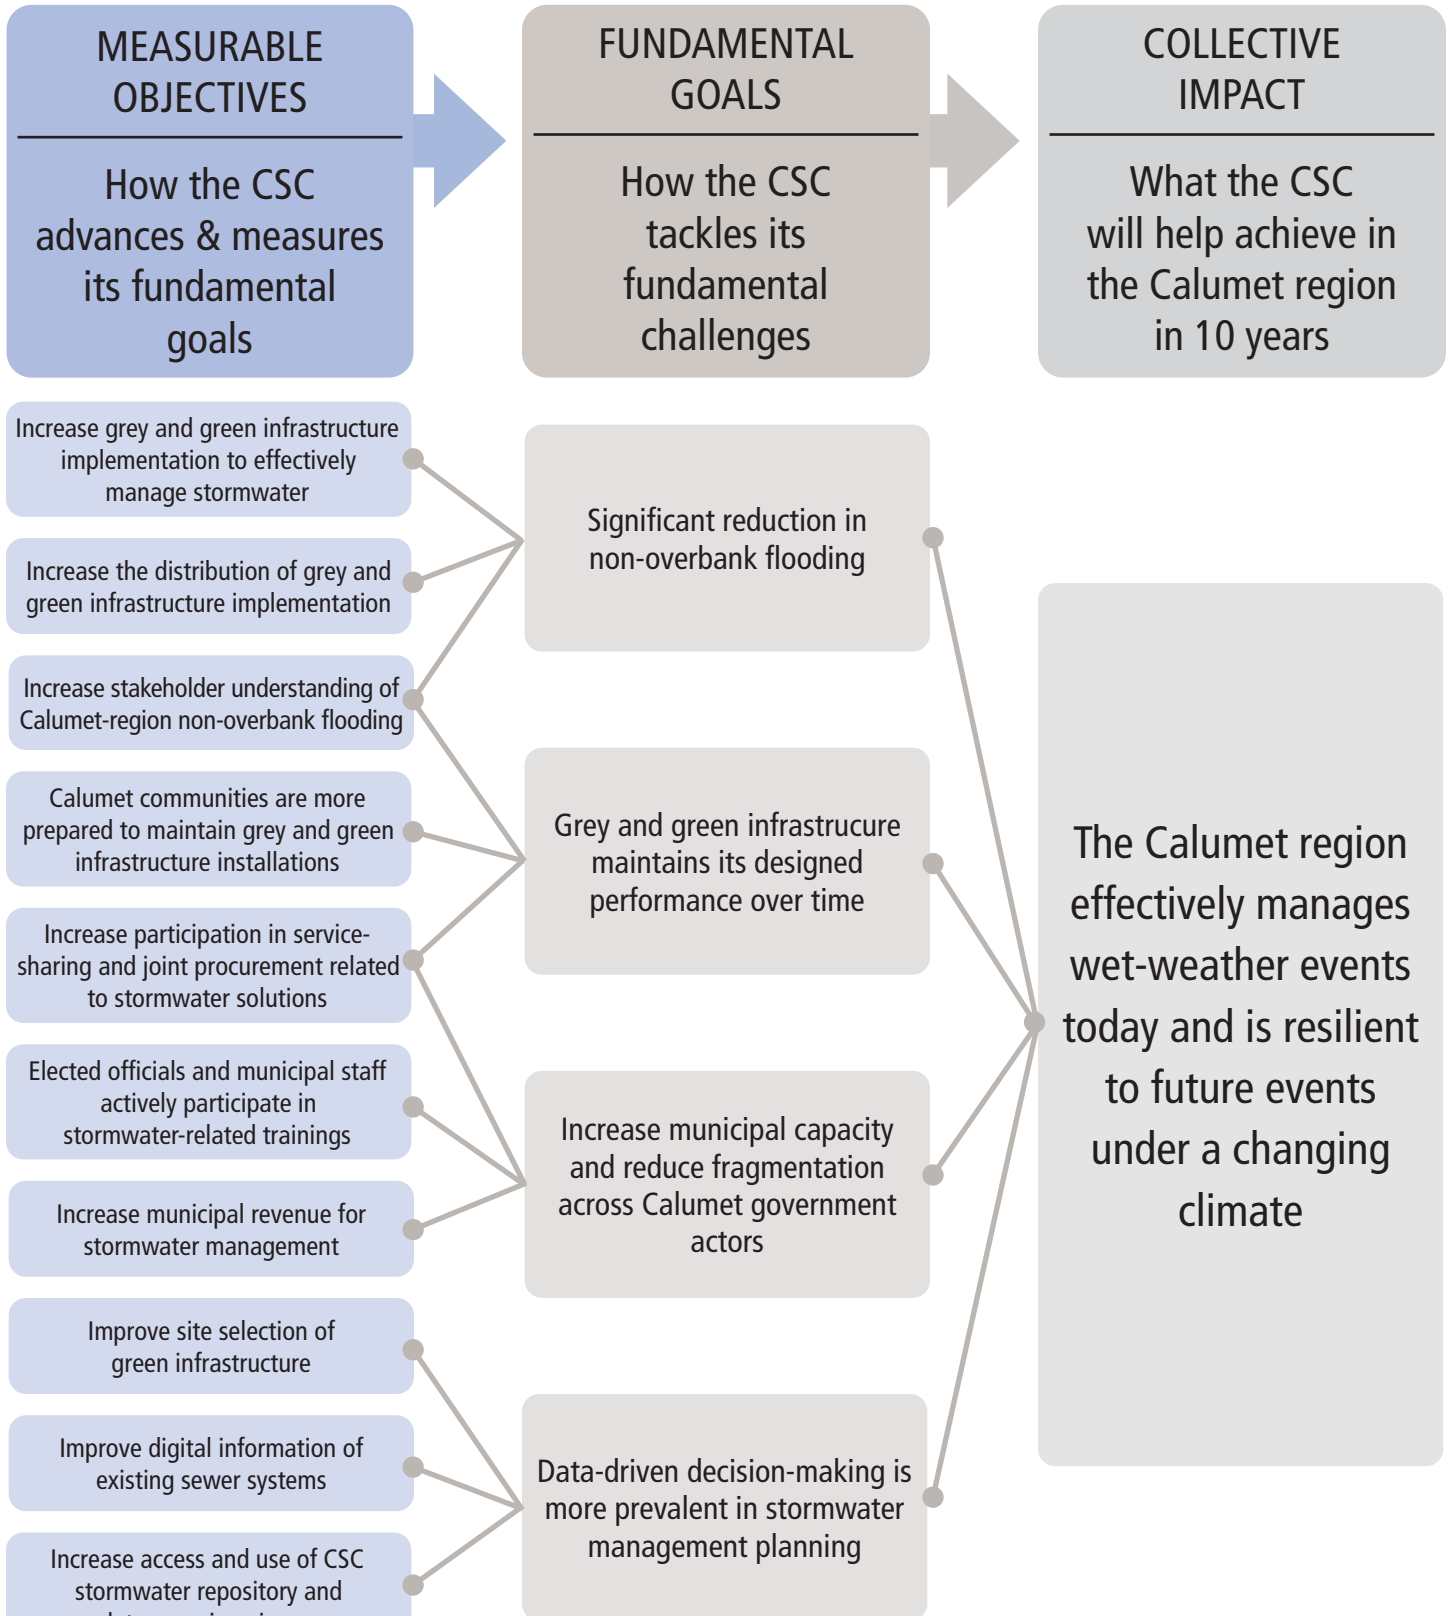 MEASURABLE
OBJECTIVES
How the CSC
advances & measures
its fundamental
goals
FUNDAMENTAL
GOALS
How the CSC
tackles its
fundamental
challenges
COLLECTIVE
IMPACT
What the CSC
will help achieve in
the Calumet region
in 10 years
Increase grey and green infrastructure
implementation to effectively
manage stormwater
Increase the distribution of grey and
green infrastructure implementation
Increase stakeholder understanding of
Calumet-region non-overbank flooding
Calumet communities are more
prepared to maintain grey and green
infrastructure installations
Increase participation in service-
sharing and joint procurement related
to stormwater solutions
Elected officials and municipal staff
actively participate in
stormwater-related trainings
Increase municipal revenue for
stormwater management
Improve site selection of
green infrastructure
Improve digital information of
existing sewer systems
Increase access and use of CSC
stormwater repository and
Significant reduction in
non-overbank flooding
Grey and green infrastrucure
maintains its designed
performance over time
Increase municipal capacity
and reduce fragmentation
across Calumet government
actors
Data-driven decision-making is
more prevalent in stormwater
management planning
The Calumet region
effectively manages
wet-weather events
today and is resilient
to future events
under a changing
climate